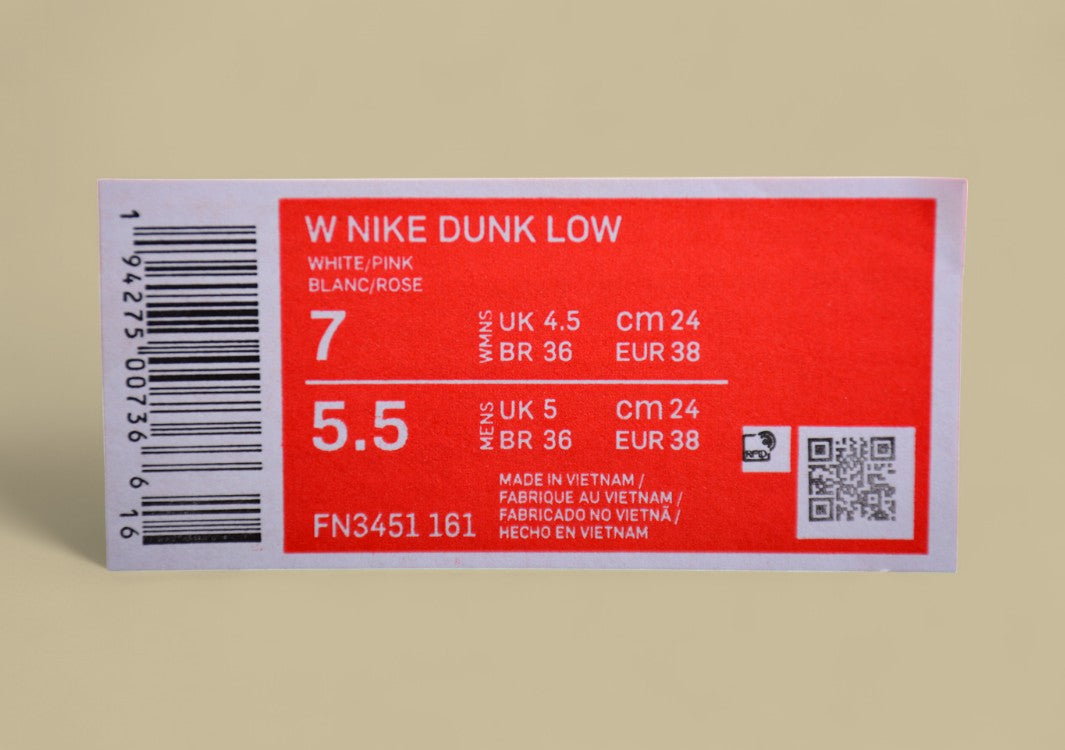 1 94275 00736 6 16
W NIKE DUNK LOW
WHITE/PINK
BLANC/ROSE
7
WMNS
UK 4.5 cm 24
BR 36 EUR 38
5.5
MENS
UK 5 cm 24
BR 36 EUR 38
MADE IN VIETNAM /
FABRIQUE AU VIETNAM /
FABRICADO NO VIETNÃ /
HECHO EN VIETNAM
FN3451 161
RFID